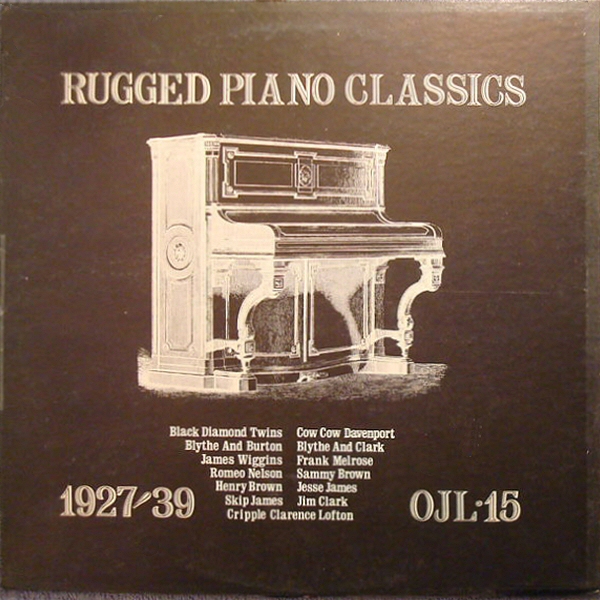 RUGGED PIANO CLASSICS
Black Diamond Twins Cow Cow Davenport
Blythe And Burton Blythe And Clark
James Wiggins Frank Melrose
Romeo Nelson Sammy Brown
Henry Brown Jesse James
Skip James Jim Clark
Cripple Clarence Lofton
1927-39 OJL·15